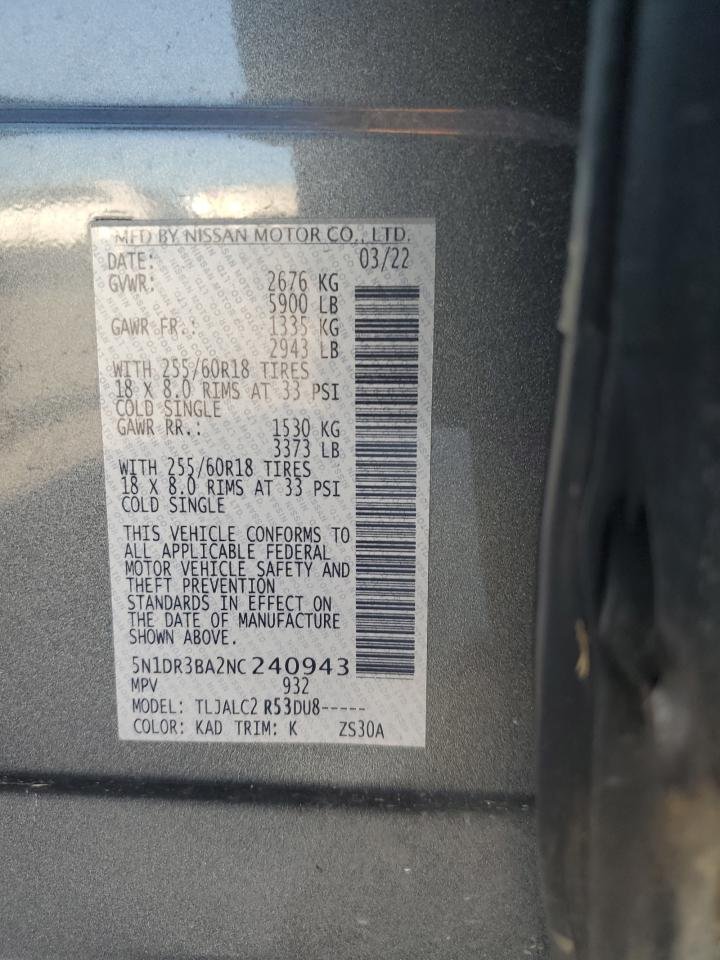 MFD BY NISSAN MOTOR CO., LTD.
DATE: 03/22
GVWR: 2676 KG
5900 LB
GAWR FR.: 1335 KG
2943 LB
WITH 255/60R18 TIRES
18 X 8.0 RIMS AT 33 PSI
COLD SINGLE
GAWR RR.: 1530 KG
3373 LB
WITH 255/60R18 TIRES
18 X 8.0 RIMS AT 33 PSI
COLD SINGLE
THIS VEHICLE CONFORMS TO
ALL APPLICABLE FEDERAL
MOTOR VEHICLE SAFETY AND
THEFT PREVENTION
STANDARDS IN EFFECT ON
THE DATE OF MANUFACTURE
SHOWN ABOVE.
5N1DR3BA2NC240943
MPV 932
MODEL: TLJALC2 R53DU8-----
COLOR: KAD TRIM: K ZS30A